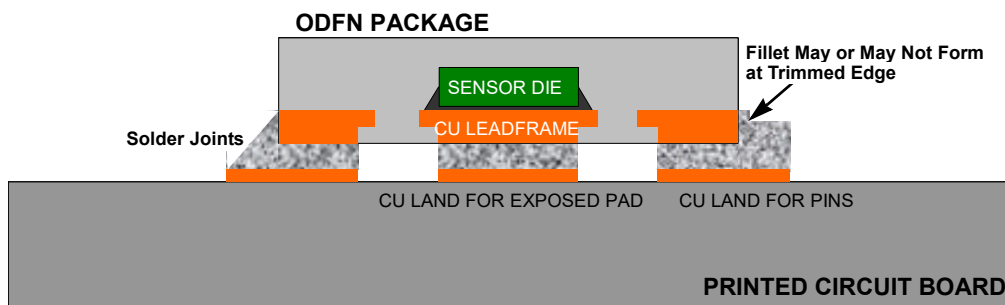 ODFN PACKAGE
Fillet May or May Not Form
at Trimmed Edge
SENSOR DIE
Solder Joints
CU LEADFRAME
CU LAND FOR EXPOSED PAD
CU LAND FOR PINS
PRINTED CIRCUIT BOARD